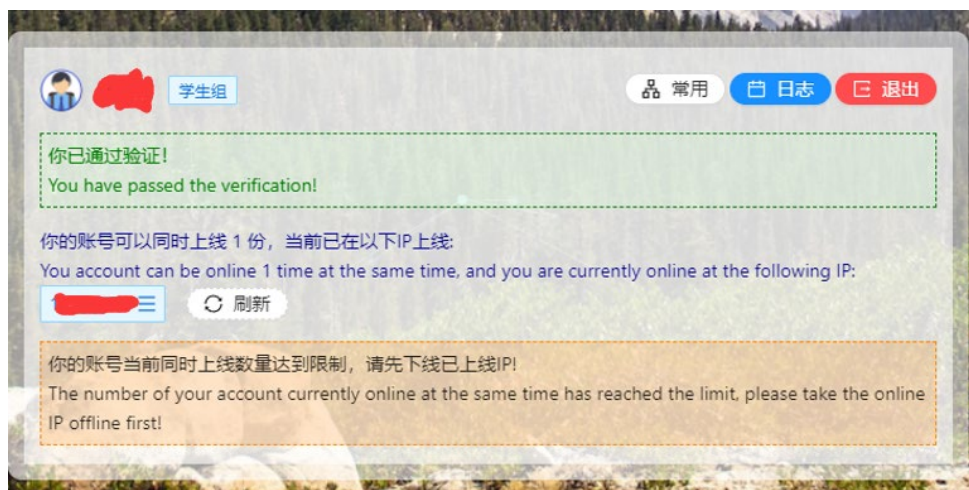 学生组
常用
日志
退出
你已通过验证!
You have passed the verification!
你的账号可以同时上线 1 份，当前已在以下IP上线:
You account can be online 1 time at the same time, and you are currently online at the following IP:
刷新
你的账号当前同时上线数量达到限制，请先下线已上线IP!
The number of your account currently online at the same time has reached the limit, please take the online
IP offline first!